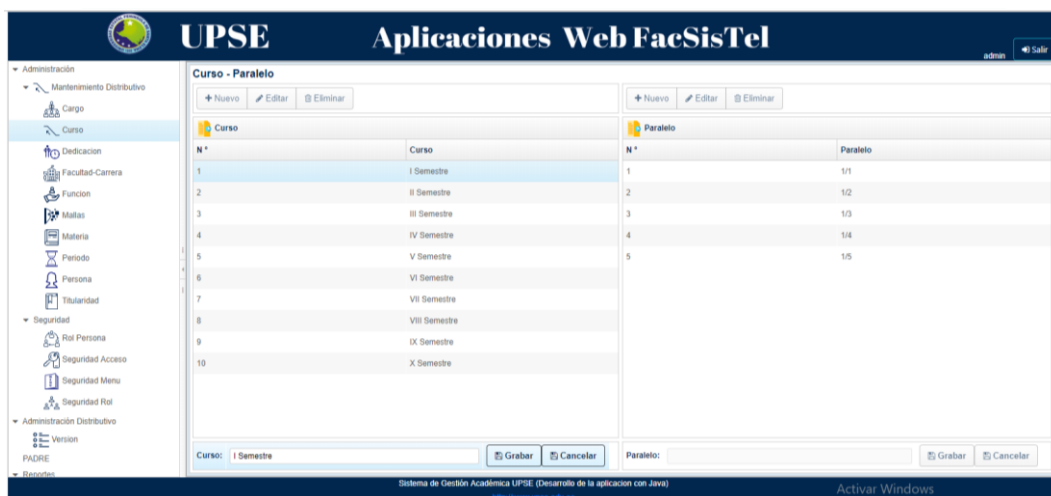 UPSE
Aplicaciones Web FacSisTel
admin
Salir
Administración
Mantenimiento Distributivo
Cargo
Curso
Dedicacion
Facultad-Carrera
Funcion
Mallas
Materia
Periodo
Persona
Titularidad
Seguridad
Rol Persona
Seguridad Acceso
Seguridad Menu
Seguridad Rol
Administración Distributivo
Version
PADRE
Reportes
Curso - Paralelo
+ Nuevo Editar Eliminar
Curso
N° Curso
1 I Semestre
2 II Semestre
3 III Semestre
4 IV Semestre
5 V Semestre
6 VI Semestre
7 VII Semestre
8 VIII Semestre
9 IX Semestre
10 X Semestre
Curso: I Semestre Grabar Cancelar
+ Nuevo Editar Eliminar
Paralelo
N° Paralelo
1 1/1
2 1/2
3 1/3
4 1/4
5 1/5
Paralelo: Grabar Cancelar
Sistema de Gestión Académica UPSE (Desarrollo de la aplicacion con Java)
Activar Windows